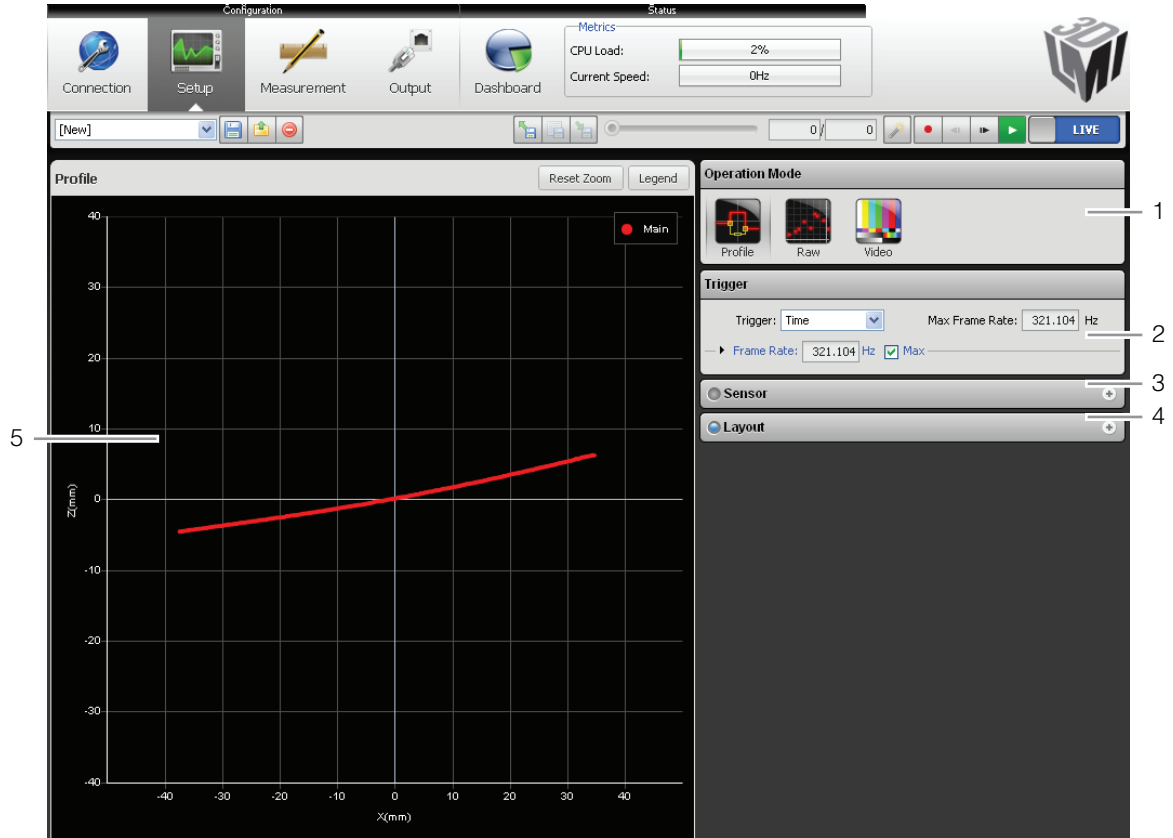 Configuration
Status
Connection
Setup
Measurement
Output
Dashboard
Metrics
CPU Load: 2%
Current Speed: 0Hz
3D
LMI
[New]
0 / 0
LIVE
Profile
Reset Zoom
Legend
Main
40
30
20
10
0
-10
-20
-30
-40
Z(mm)
-40 -30 -20 -10 0 10 20 30 40
X(mm)
5
Operation Mode
Profile Raw Video
1
Trigger
Trigger: Time Max Frame Rate: 321.104 Hz
2
Frame Rate: 321.104 Hz Max
Sensor
3
Layout
4